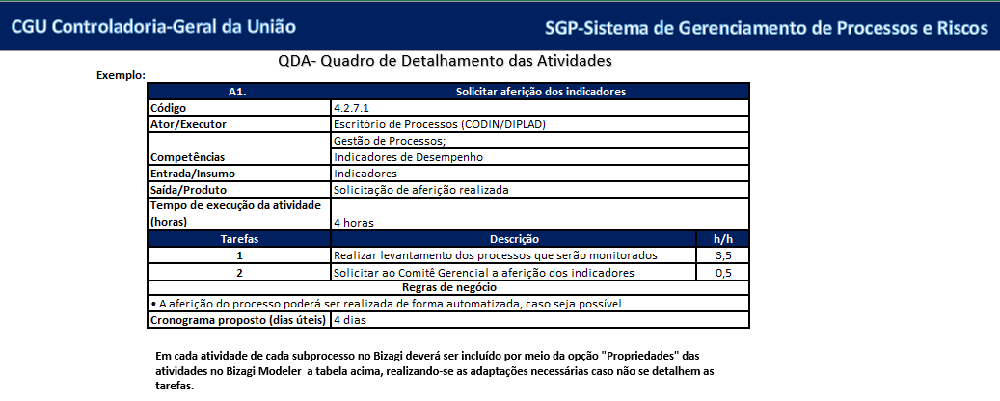 CGU Controladoria-Geral da União
SGP-Sistema de Gerenciamento de Processos e Riscos
QDA- Quadro de Detalhamento das Atividades
Exemplo:
A1. Solicitar aferição dos indicadores
Código 4.2.7.1
Ator/Executor Escritório de Processos (CODIN/DIPLAD)
Gestão de Processos;
Competências Indicadores de Desempenho
Entrada/Insumo Indicadores
Saída/Produto Solicitação de aferição realizada
Tempo de execução da atividade
(horas) 4 horas
Tarefas Descrição h/h
1 Realizar levantamento dos processos que serão monitorados 3,5
2 Solicitar ao Comitê Gerencial a aferição dos indicadores 0,5
Regras de negócio
• A aferição do processo poderá ser realizada de forma automatizada, caso seja possível.
Cronograma proposto (dias úteis) 4 dias
Em cada atividade de cada subprocesso no Bizagi deverá ser incluído por meio da opção "Propriedades" das
atividades no Bizagi Modeler a tabela acima, realizando-se as adaptações necessárias caso não se detalhem as
tarefas.